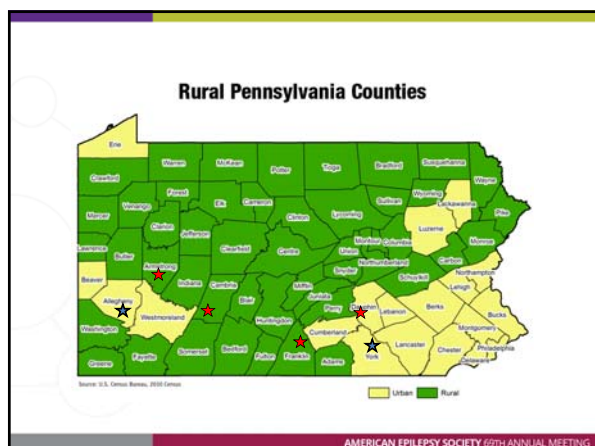 Rural Pennsylvania Counties
Erie
Warren
McKean
Potter
Tioga
Bradford
Susquehanna
Wayne
Crawford
Forest
Elk
Cameron
Sullivan
Wyoming
Lackawanna
Pike
Mercer
Venango
Clinton
Lycoming
Luzerne
Clarion
Jefferson
Clearfield
Centre
Union
Montour
Columbia
Monroe
Lawrence
Butler
Armstrong
Indiana
Snyder
Northumberland
Carbon
Northampton
Beaver
Cambria
Blair
Mifflin
Juniata
Schuylkill
Lehigh
Allegheny
Westmoreland
Huntingdon
Perry
Dauphin
Lebanon
Berks
Bucks
Washington
Cumberland
Montgomery
Greene
Fayette
Somerset
Bedford
Fulton
Franklin
Adams
York
Lancaster
Chester
Philadelphia
Delaware
Source: U.S. Census Bureau, 2010 Census
Urban
Rural
AMERICAN EPILEPSY SOCIETY 69TH ANNUAL MEETING